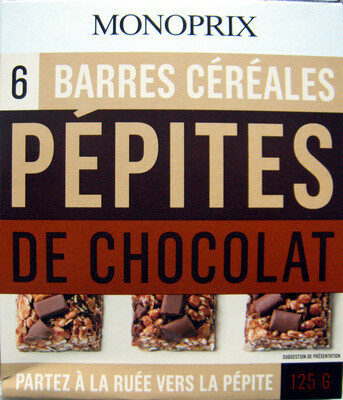 MONOPRIX
6 BARRES CÉRÉALES
PÉPITES
DE CHOCOLAT
SUGGESTION DE PRÉSENTATION
PARTEZ À LA RUÉE VERS LA PÉPITE 125 G